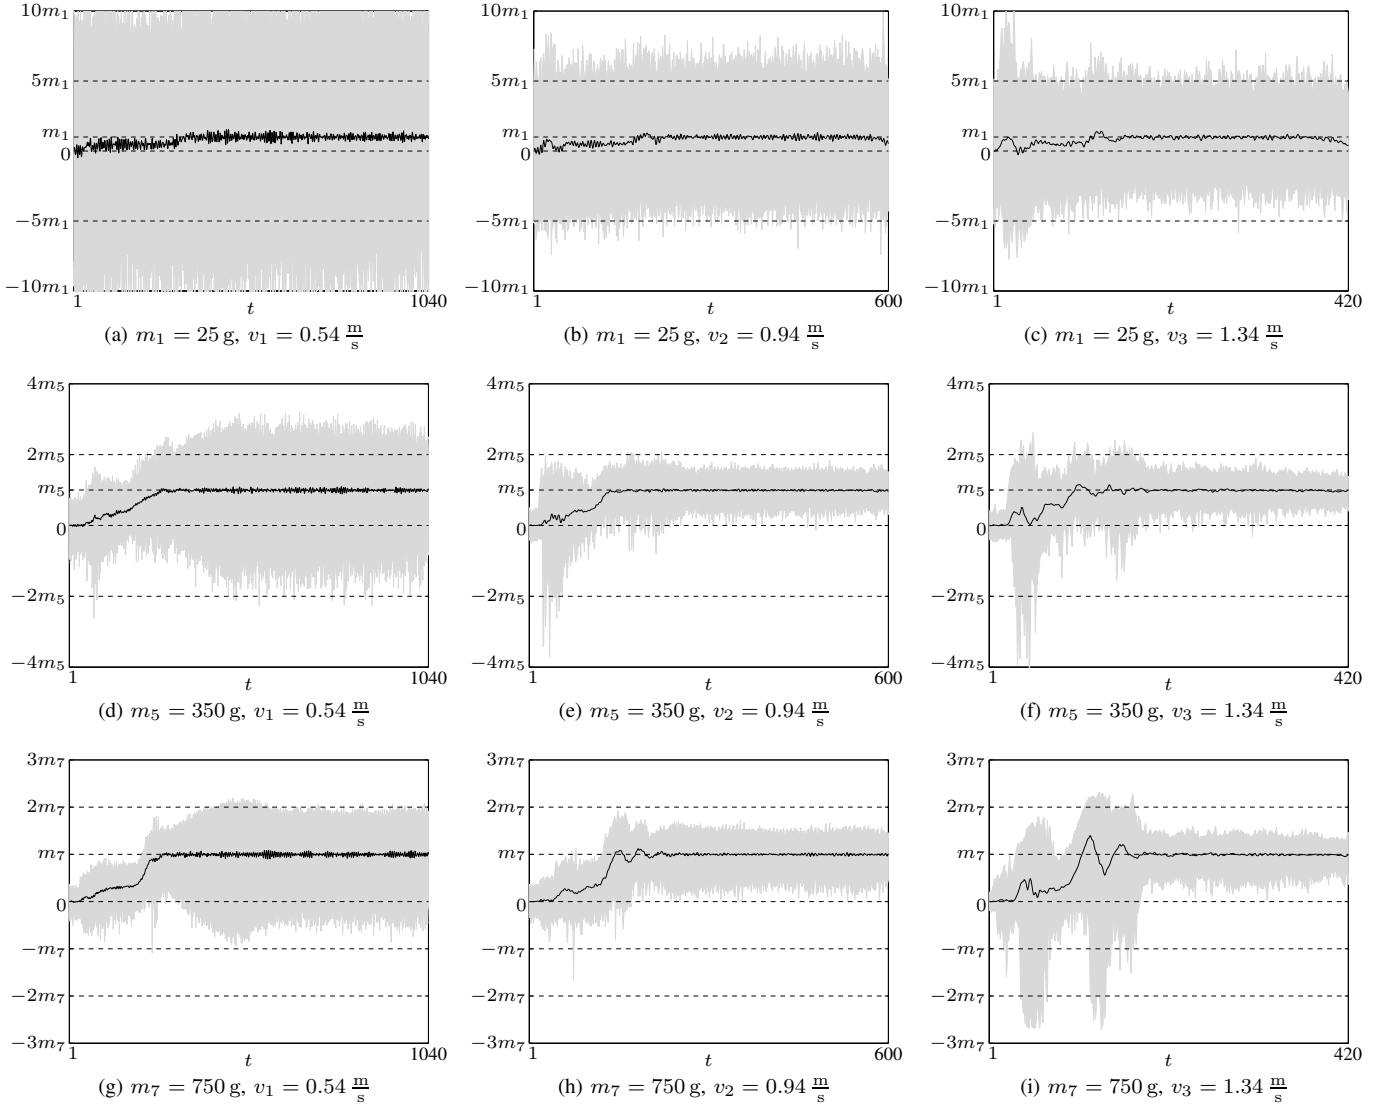 10m₁ 10m₁ 10m₁
5m₁ 5m₁ 5m₁
m₁ m₁ m₁
0 0 0
−5m₁ −5m₁ −5m₁
−10m₁ −10m₁ −10m₁
1 1040 1 600 1 420
t t t
(a) m₁ = 25 g, v₁ = 0.54 m/s (b) m₁ = 25 g, v₂ = 0.94 m/s (c) m₁ = 25 g, v₃ = 1.34 m/s
4m₅ 4m₅ 4m₅
2m₅ 2m₅ 2m₅
m₅ m₅ m₅
0 0 0
−2m₅ −2m₅ −2m₅
−4m₅ −4m₅ −4m₅
1 1040 1 600 1 420
t t t
(d) m₅ = 350 g, v₁ = 0.54 m/s (e) m₅ = 350 g, v₂ = 0.94 m/s (f) m₅ = 350 g, v₃ = 1.34 m/s
3m₇ 3m₇ 3m₇
2m₇ 2m₇ 2m₇
m₇ m₇ m₇
0 0 0
−m₇ −m₇ −m₇
−2m₇ −2m₇ −2m₇
−3m₇ −3m₇ −3m₇
1 1040 1 600 1 420
t t t
(g) m₇ = 750 g, v₁ = 0.54 m/s (h) m₇ = 750 g, v₂ = 0.94 m/s (i) m₇ = 750 g, v₃ = 1.34 m/s